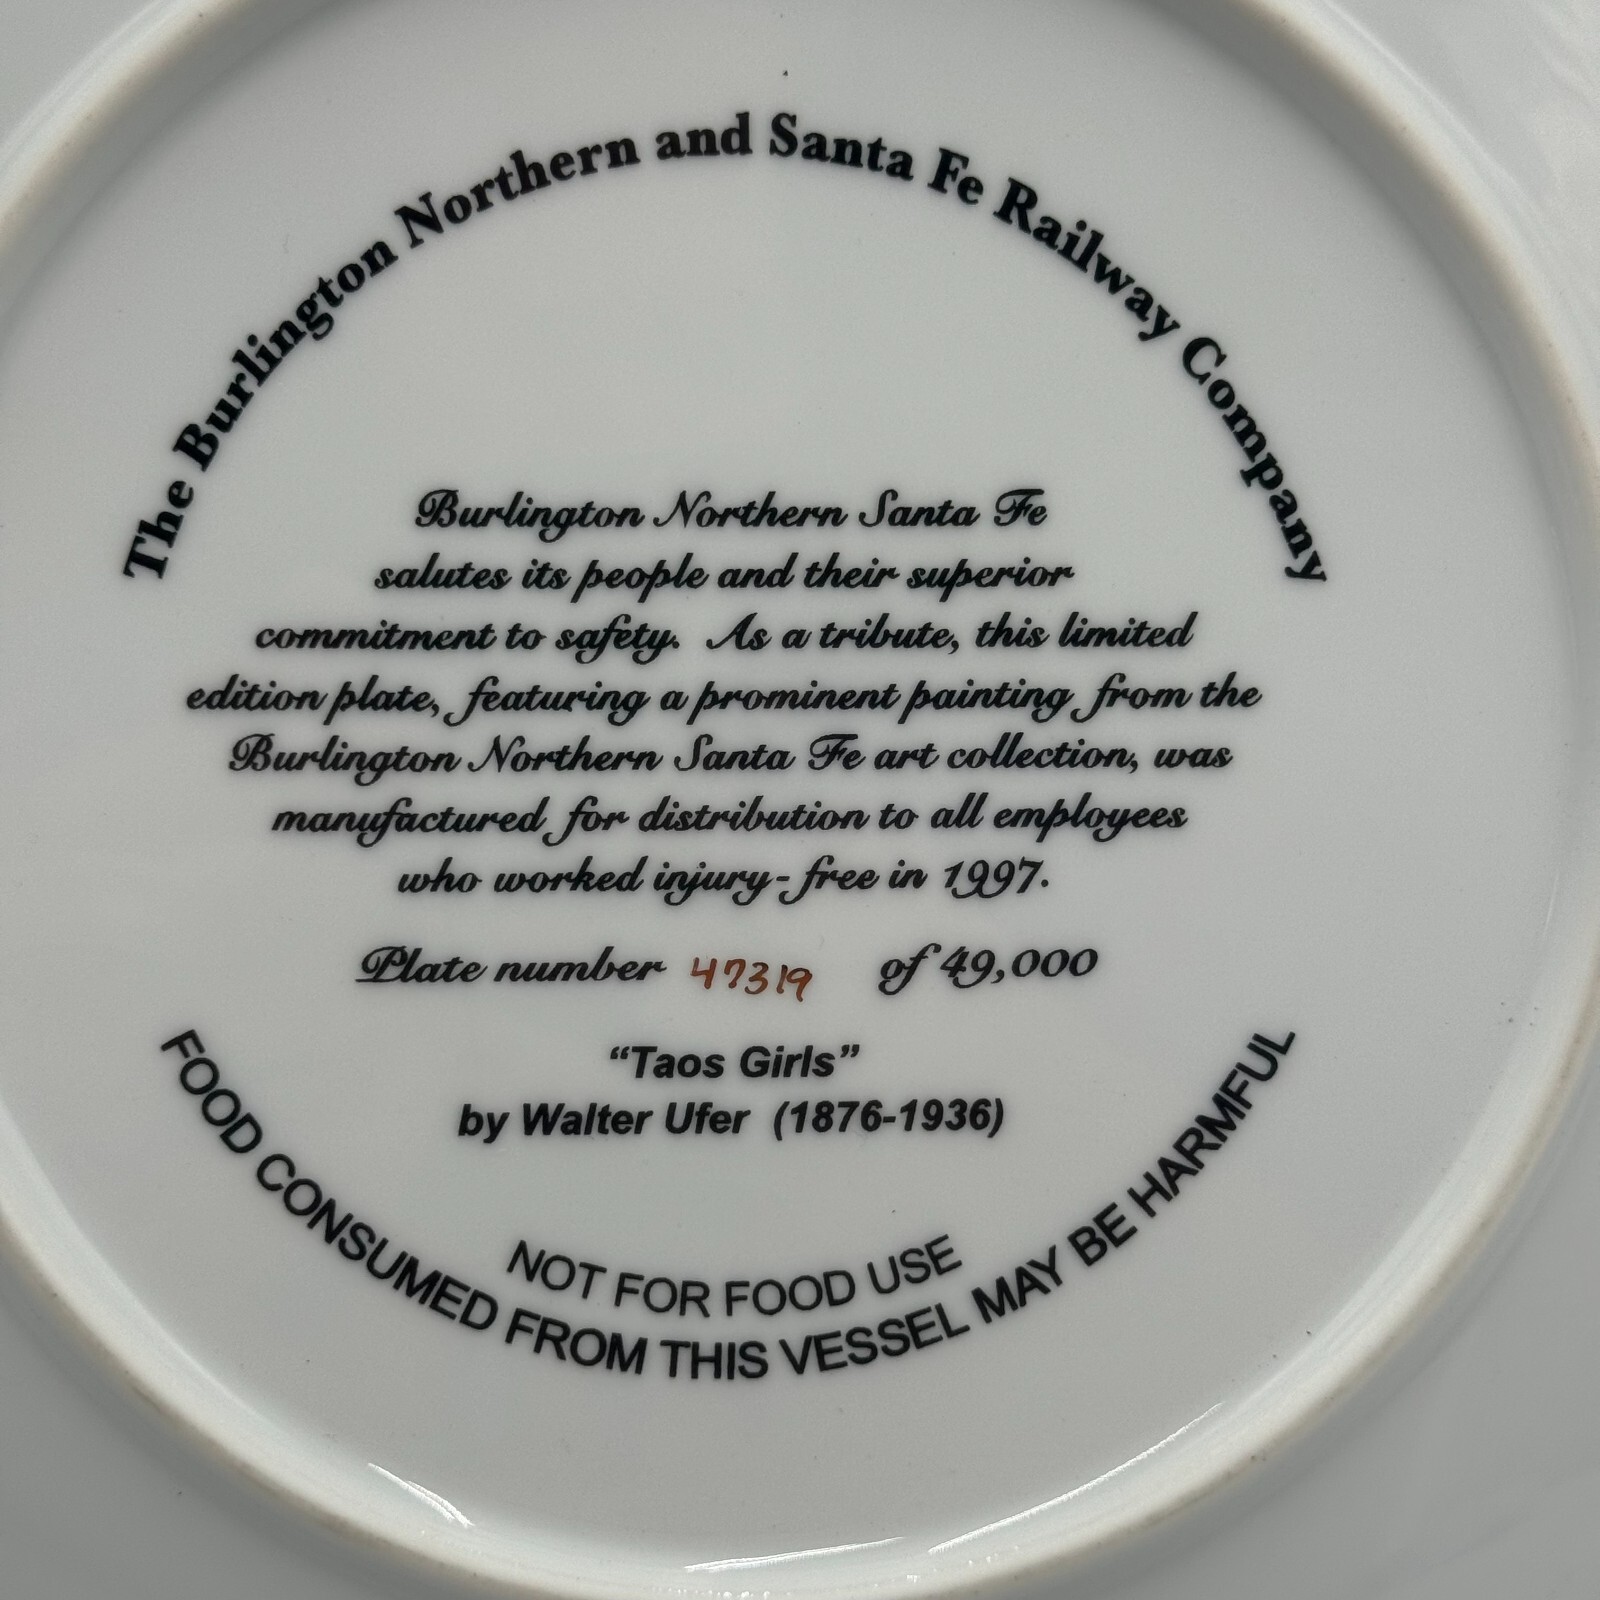 The Burlington Northern and Santa Fe Railway Company
Burlington Northern Santa Fe
salutes its people and their superior
commitment to safety. As a tribute, this limited
edition plate, featuring a prominent painting from the
Burlington Northern Santa Fe art collection, was
manufactured for distribution to all employees
who worked injury-free in 1997.
Plate number 47319 of 49,000
“Taos Girls”
by Walter Ufer (1876-1936)
NOT FOR FOOD USE
FOOD CONSUMED FROM THIS VESSEL MAY BE HARMFUL